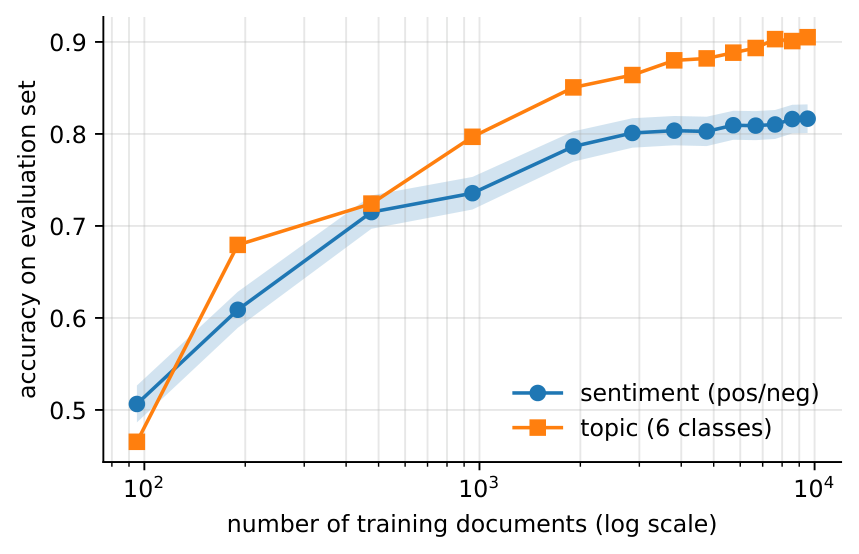 accuracy on evaluation set
0.9
0.8
0.7
0.6
0.5
sentiment (pos/neg)
topic (6 classes)
10²
10³
10⁴
number of training documents (log scale)